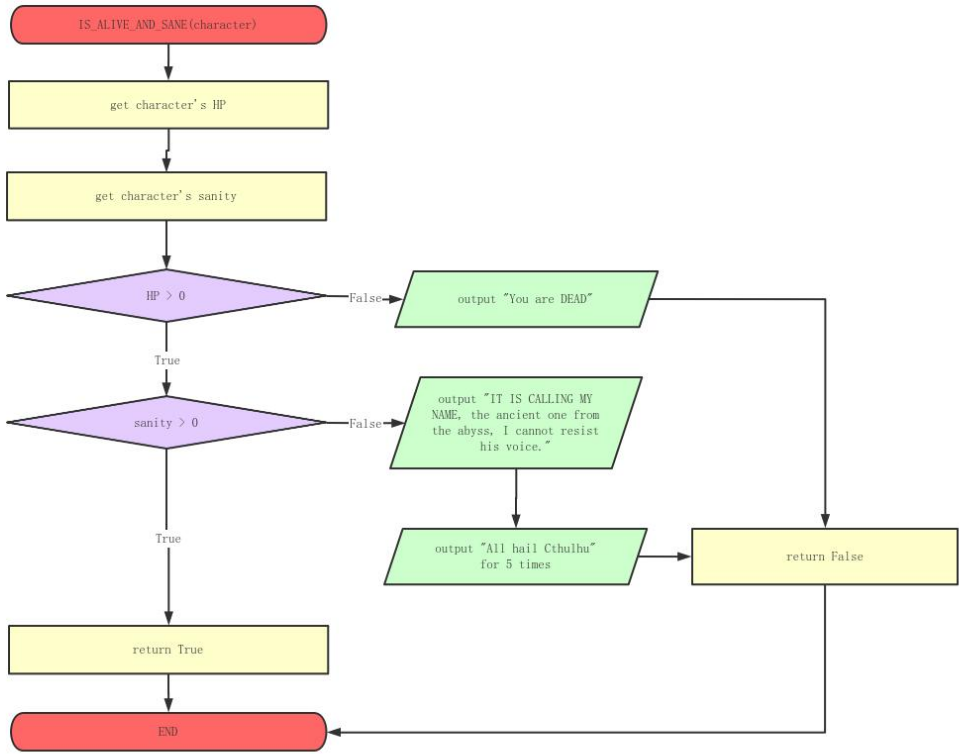 IS_ALIVE_AND_SANE(character)
get character's HP
get character's sanity
HP > 0
False
output "You are DEAD"
True
sanity > 0
False
output "IT IS CALLING MY
NAME, the ancient one from
the abyss, I cannot resist
his voice."
True
output "All hail Cthulhu"
for 5 times
return False
return True
END